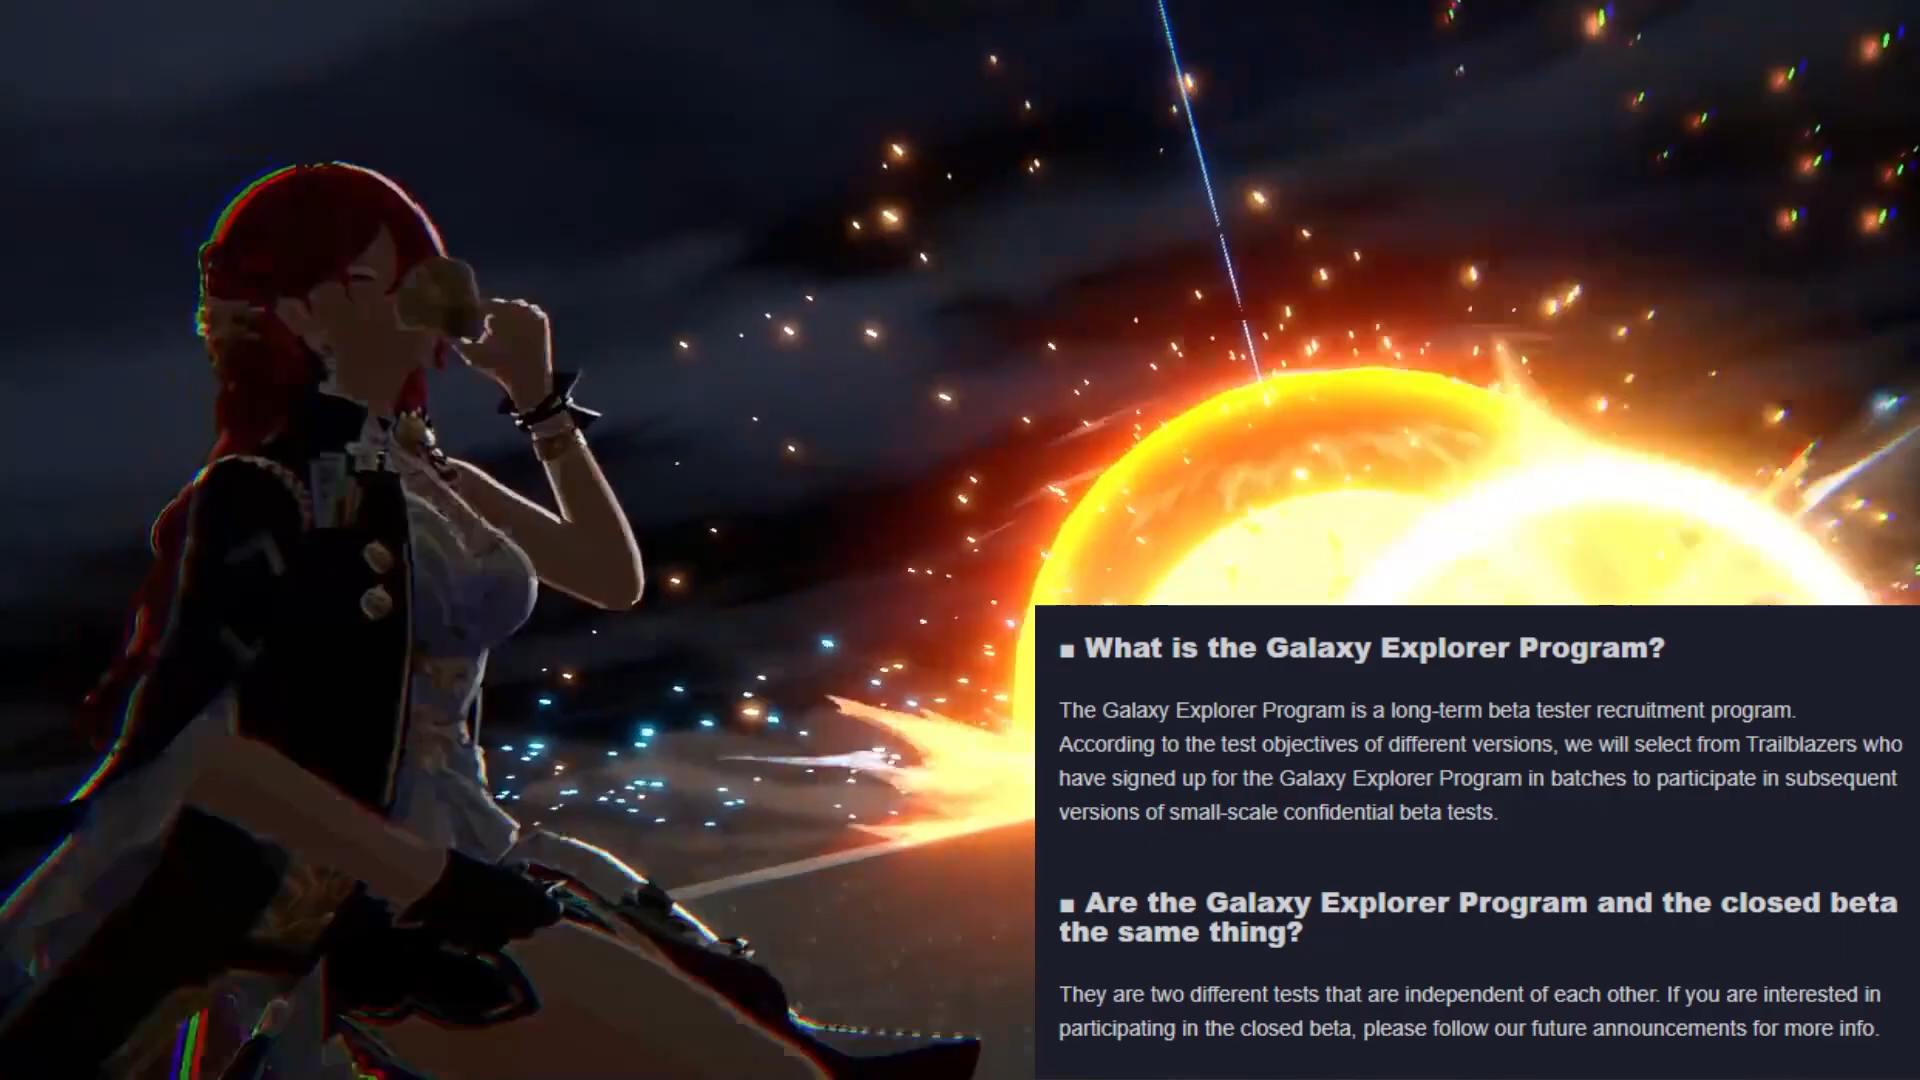 ■ What is the Galaxy Explorer Program?
The Galaxy Explorer Program is a long-term beta tester recruitment program.
According to the test objectives of different versions, we will select from Trailblazers who
have signed up for the Galaxy Explorer Program in batches to participate in subsequent
versions of small-scale confidential beta tests.
■ Are the Galaxy Explorer Program and the closed beta
the same thing?
They are two different tests that are independent of each other. If you are interested in
participating in the closed beta, please follow our future announcements for more info.